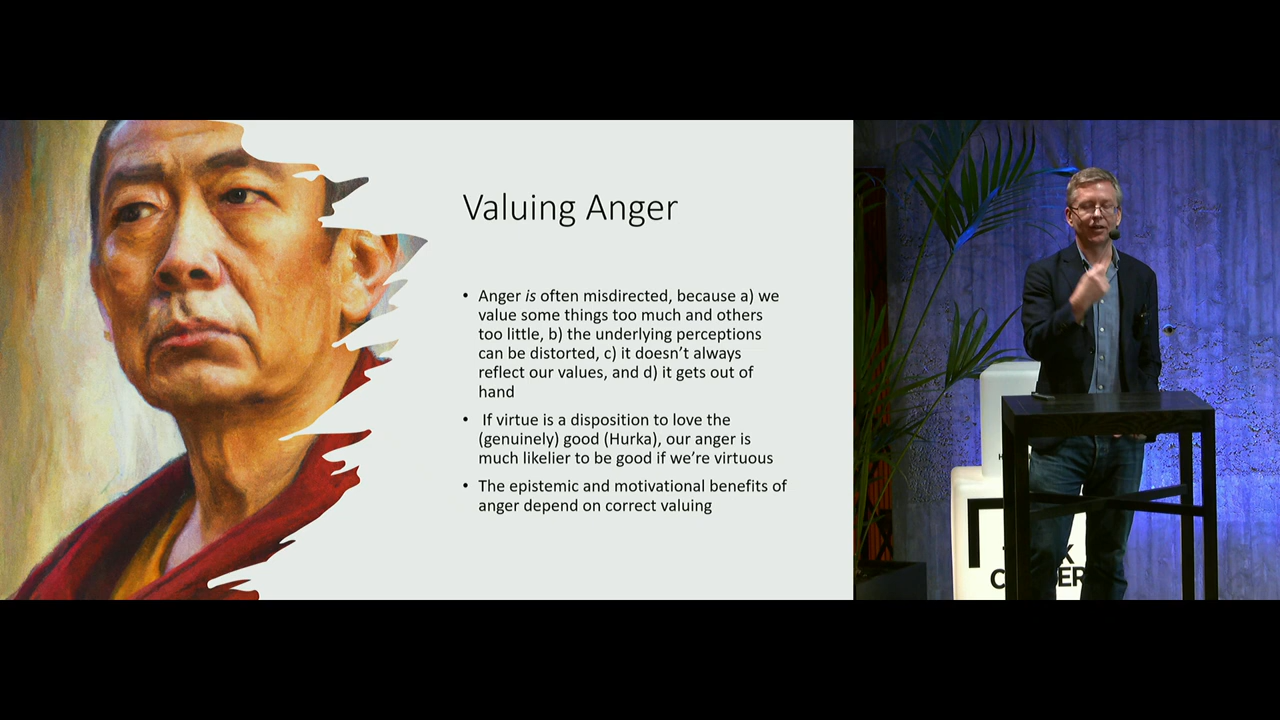 Valuing Anger
• Anger is often misdirected, because a) we
value some things too much and others
too little, b) the underlying perceptions
can be distorted, c) it doesn’t always
reflect our values, and d) it gets out of
hand
• If virtue is a disposition to love the
(genuinely) good (Hurka), our anger is
much likelier to be good if we’re virtuous
• The epistemic and motivational benefits of
anger depend on correct valuing